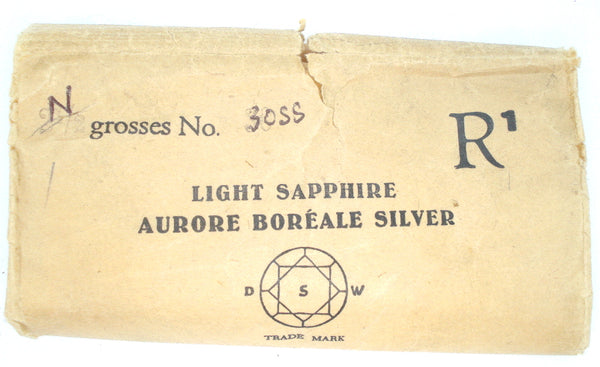 N grosses No. 30SS
R¹
LIGHT SAPPHIRE
AURORE BORÉALE SILVER
D S W
TRADE MARK